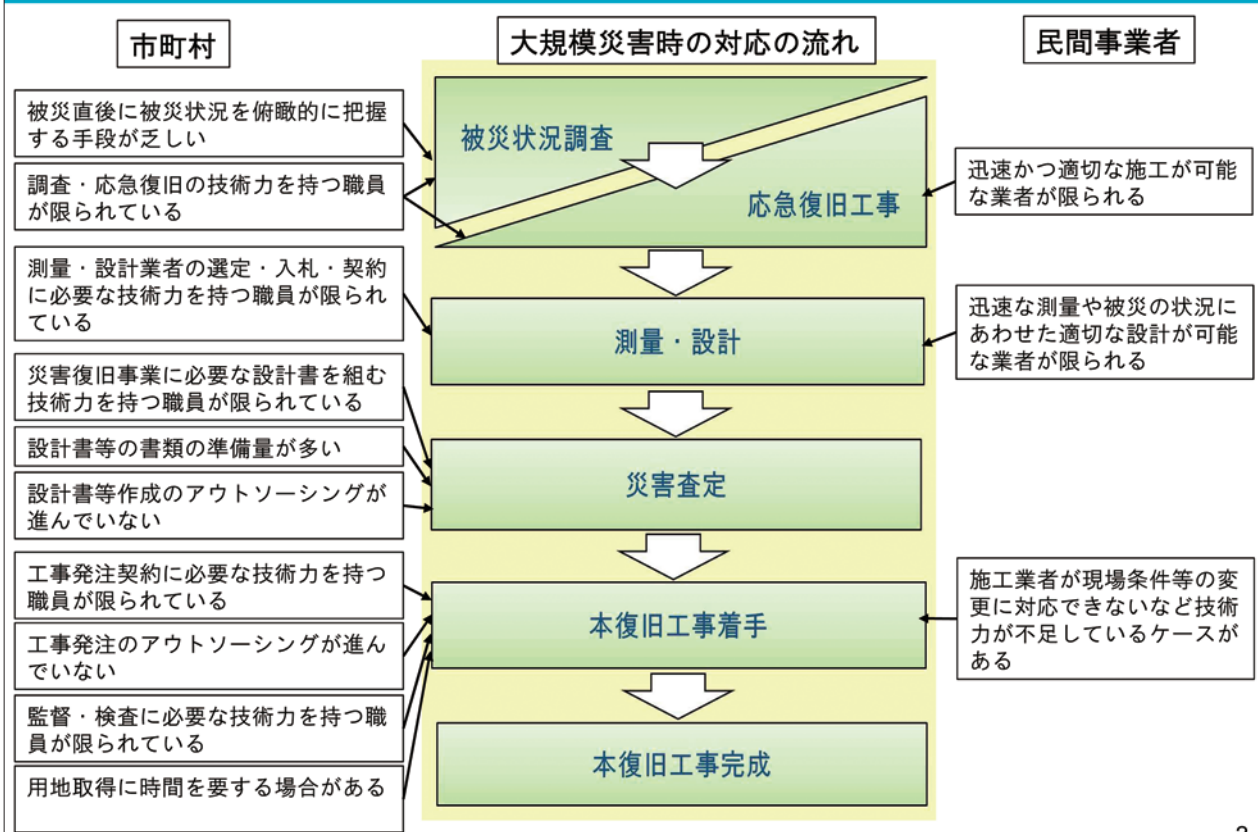 市町村
大規模災害時の対応の流れ
民間事業者
被災直後に被災状況を俯瞰的に把握
する手段が乏しい
調査・応急復旧の技術力を持つ職員
が限られている
測量・設計業者の選定・入札・契約
に必要な技術力を持つ職員が限られ
ている
災害復旧事業に必要な設計書を組む
技術力を持つ職員が限られている
設計書等の書類の準備量が多い
設計書等作成のアウトソーシングが
進んでいない
工事発注契約に必要な技術力を持つ
職員が限られている
工事発注のアウトソーシングが進ん
でいない
監督・検査に必要な技術力を持つ職
員が限られている
用地取得に時間を要する場合がある
被災状況調査
応急復旧工事
測量・設計
災害査定
本復旧工事着手
本復旧工事完成
迅速かつ適切な施工が可能
な業者が限られる
迅速な測量や被災の状況に
あわせた適切な設計が可能
な業者が限られる
施工業者が現場条件等の変
更に対応できないなど技術
力が不足しているケースが
ある